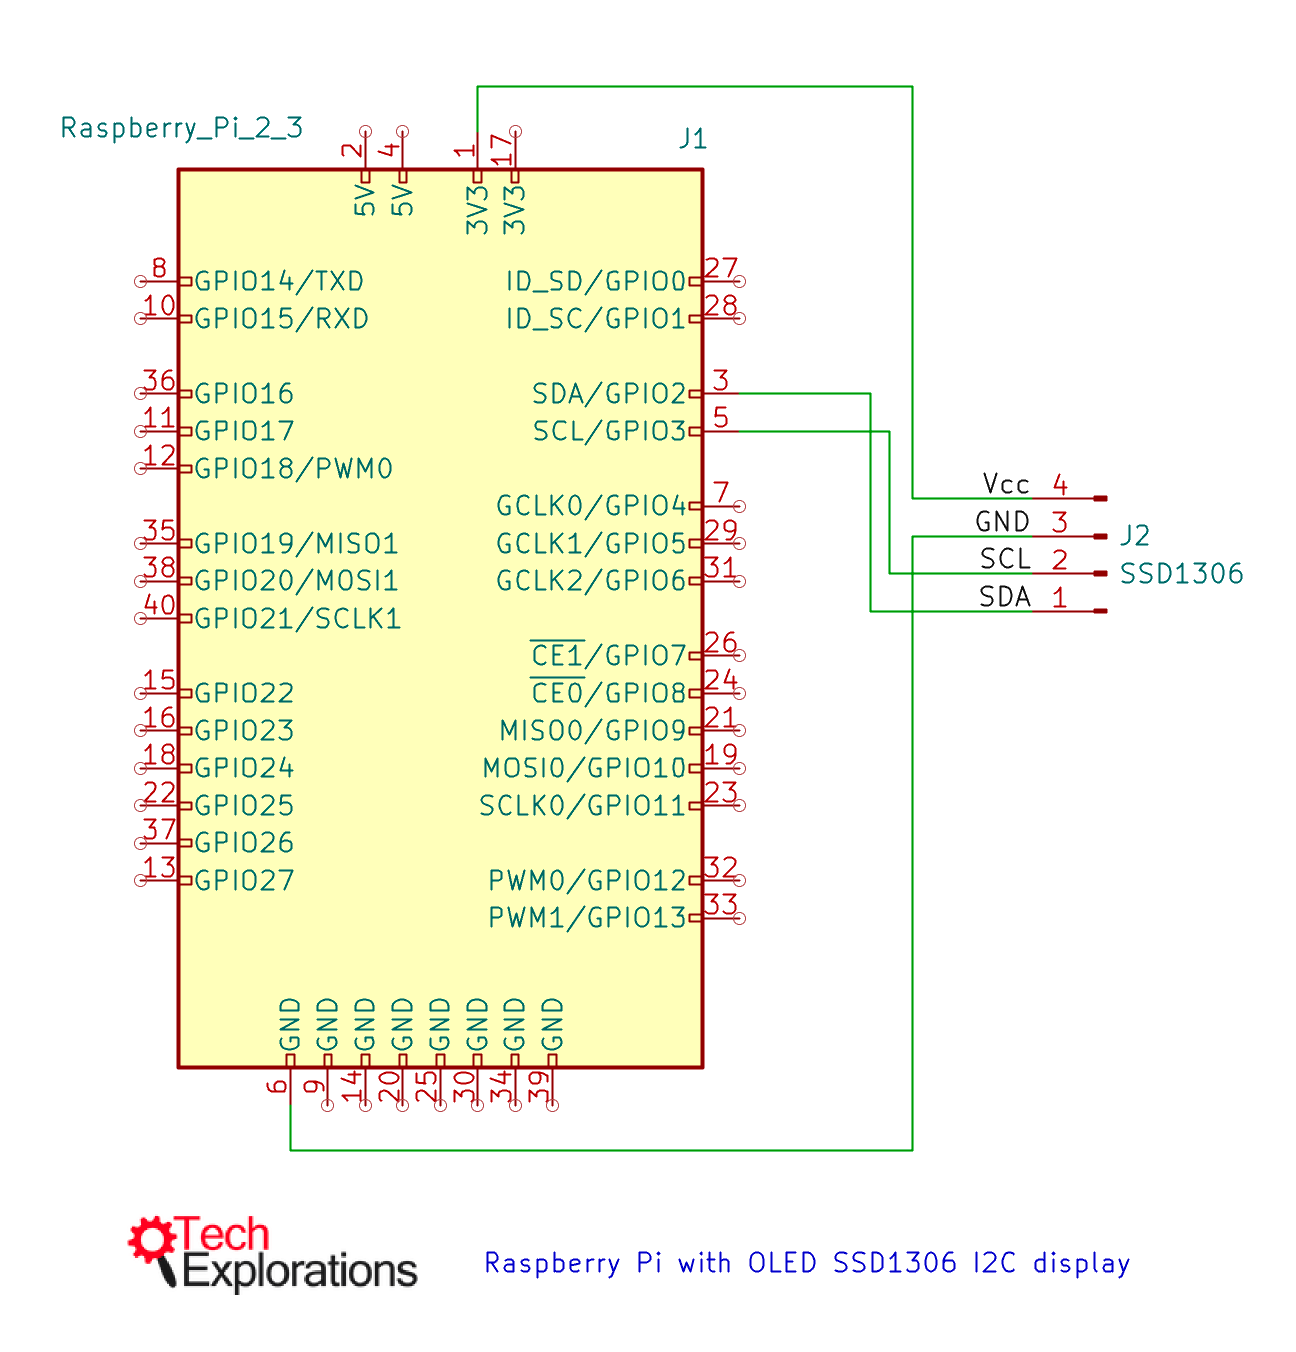 Raspberry_Pi_2_3
J1
2 4 1 17
5V 5V 3V3 3V3
8 GPIO14/TXD ID_SD/GPIO0 27
10 GPIO15/RXD ID_SC/GPIO1 28
36 GPIO16 SDA/GPIO2 3
11 GPIO17 SCL/GPIO3 5
12 GPIO18/PWM0
GCLK0/GPIO4 7
35 GPIO19/MISO1 GCLK1/GPIO5 29
38 GPIO20/MOSI1 GCLK2/GPIO6 31
40 GPIO21/SCLK1
CE1/GPIO7 26
15 GPIO22 CE0/GPIO8 24
16 GPIO23 MISO0/GPIO9 21
18 GPIO24 MOSI0/GPIO10 19
22 GPIO25 SCLK0/GPIO11 23
37 GPIO26
13 GPIO27 PWM0/GPIO12 32
PWM1/GPIO13 33
GND GND GND GND GND GND GND GND
6 9 14 20 25 30 34 39
Vcc 4
GND 3
SCL 2
SDA 1
J2
SSD1306
Tech
Explorations
Raspberry Pi with OLED SSD1306 I2C display